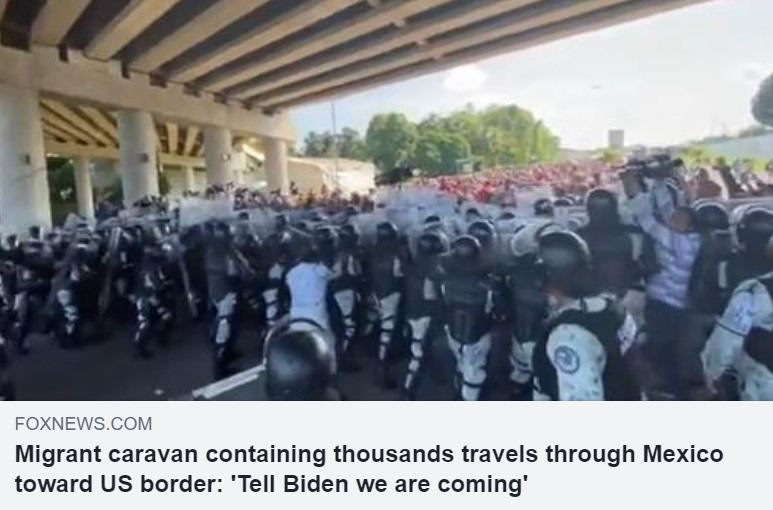 FOXNEWS.COM
Migrant caravan containing thousands travels through Mexico
toward US border: 'Tell Biden we are coming'